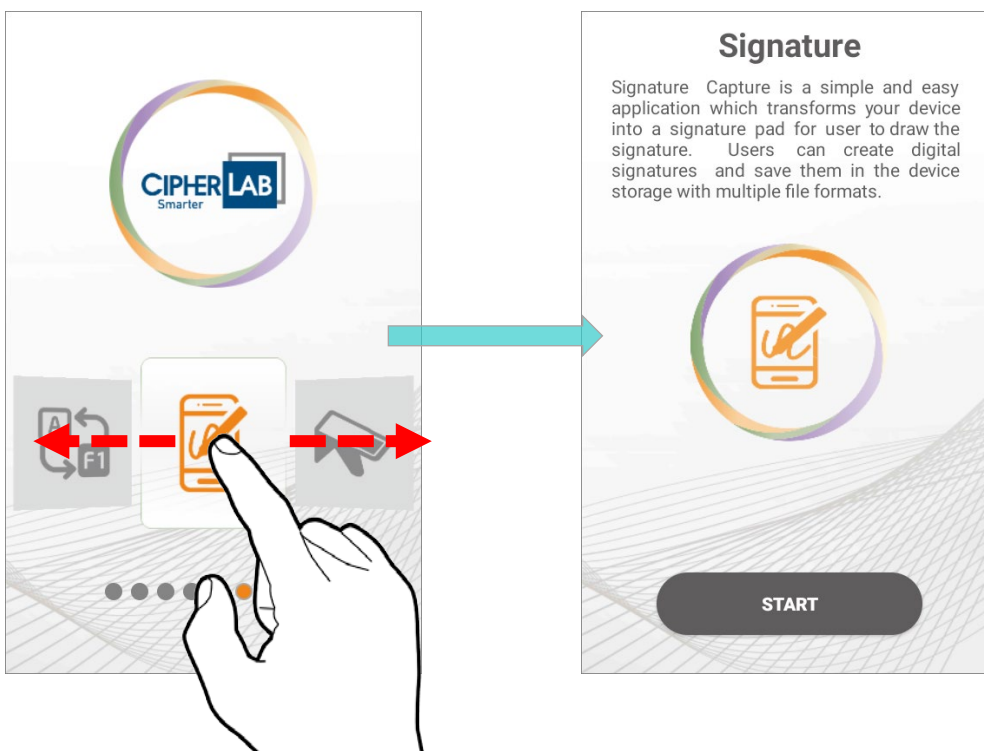 CIPHERLAB
Smarter
A
F1
Signature
Signature Capture is a simple and easy
application which transforms your device
into a signature pad for user to draw the
signature. Users can create digital
signatures and save them in the device
storage with multiple file formats.
START